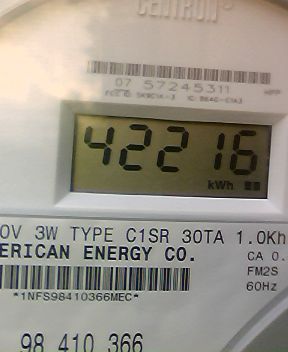 CENTRON
07 57245311
42216
kWh
0V 3W TYPE C1SR 30TA 1.0Kh
ERICAN ENERGY CO. CA 0.
FM2S
*1NFS98410366MEC* 60Hz
98 410 366